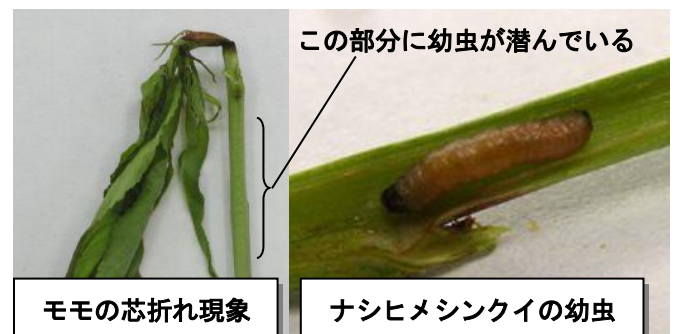 この部分に幼虫が潜んでいる
モモの芯折れ現象
ナシヒメシンクイの幼虫